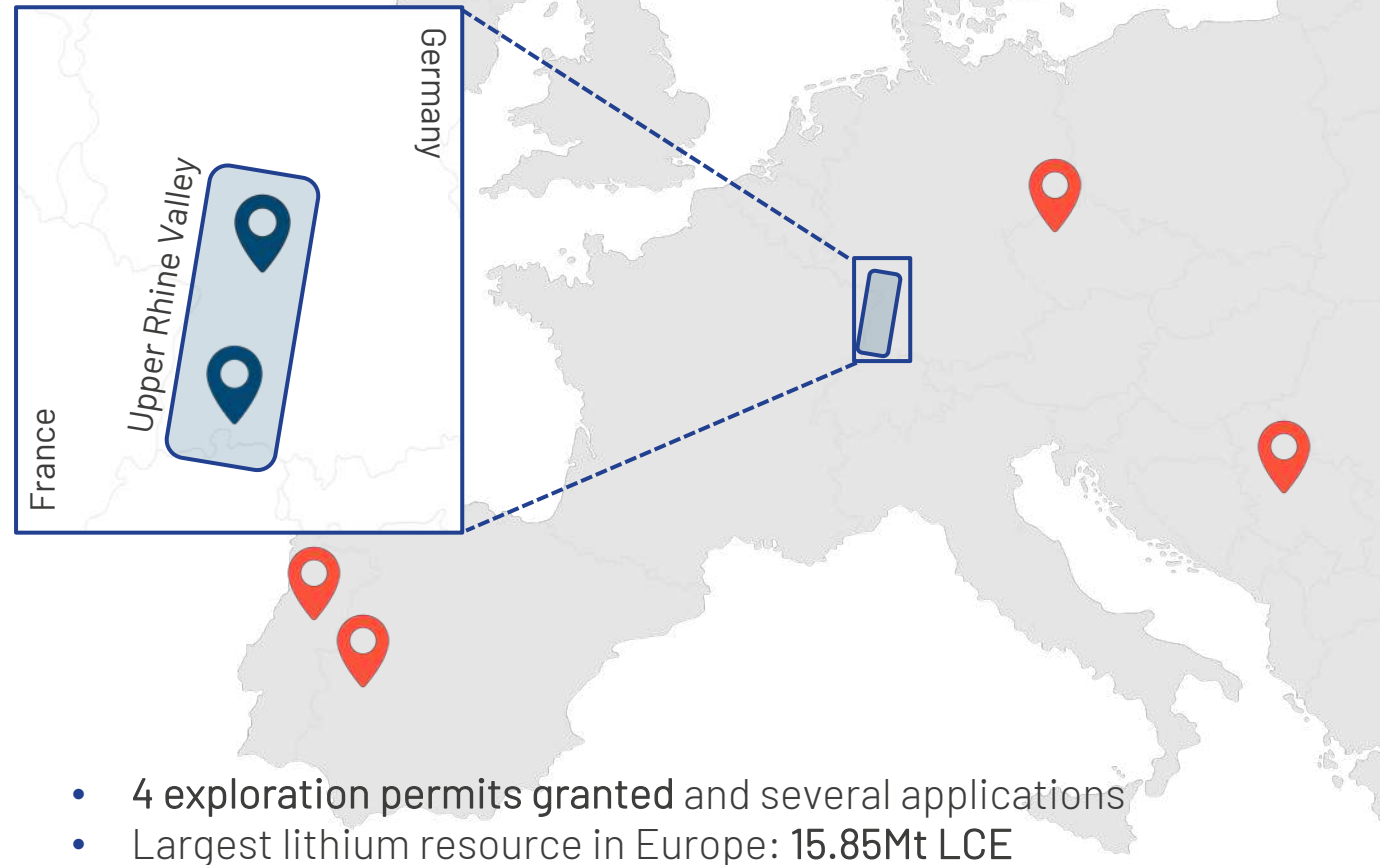 Germany
Upper Rhine Valley
France
• 4 exploration permits granted and several applications
• Largest lithium resource in Europe: 15.85Mt LCE